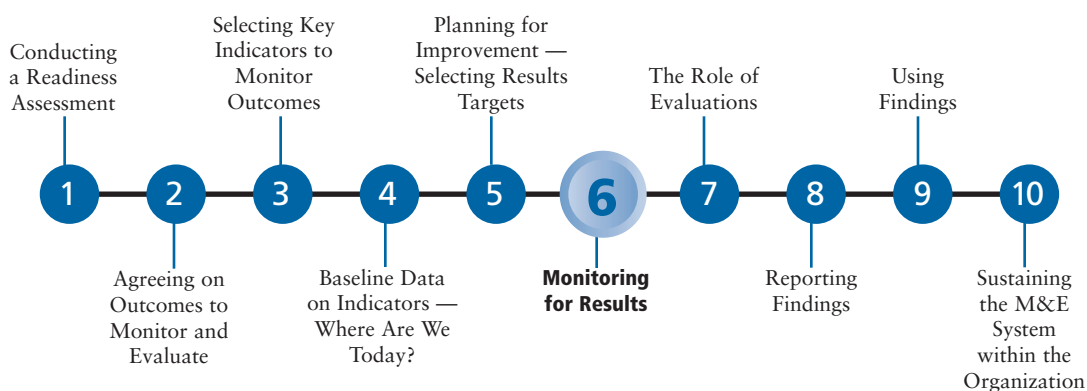 Conducting
a Readiness
Assessment
Selecting Key
Indicators to
Monitor
Outcomes
Planning for
Improvement —
Selecting Results
Targets
The Role of
Evaluations
Using
Findings
1
2
3
4
5
6
7
8
9
10
Agreeing on
Outcomes to
Monitor and
Evaluate
Baseline Data
on Indicators —
Where Are We
Today?
Monitoring
for Results
Reporting
Findings
Sustaining
the M&E
System
within the
Organization